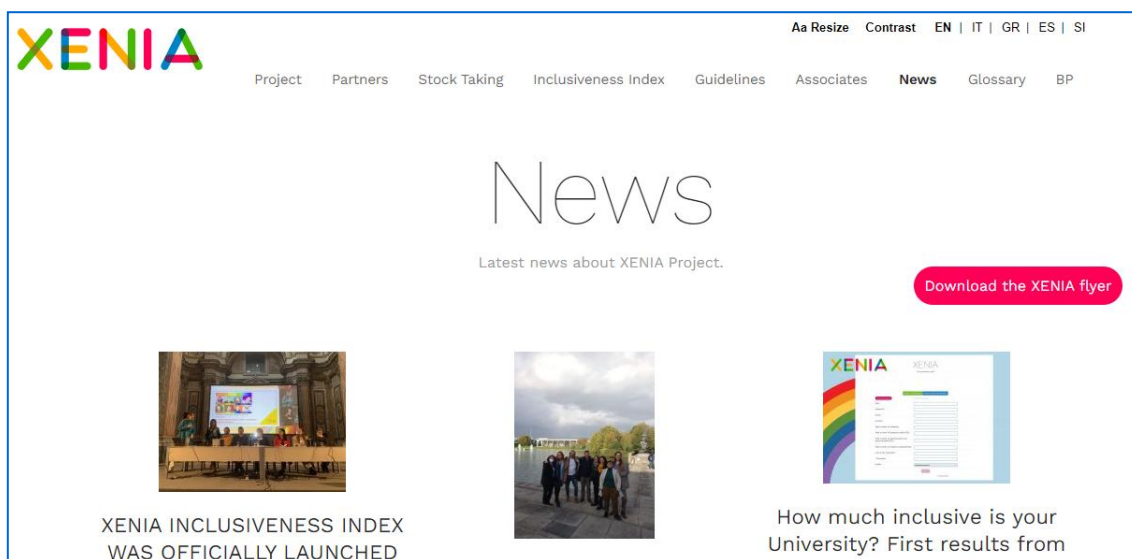 XENIA
Aa Resize Contrast EN | IT | GR | ES | SI
Project Partners Stock Taking Inclusiveness Index Guidelines Associates News Glossary BP
News
Latest news about XENIA Project.
Download the XENIA flyer
XENIA
XENIA
XENIA INCLUSIVENESS INDEX
WAS OFFICIALLY LAUNCHED
How much inclusive is your
University? First results from